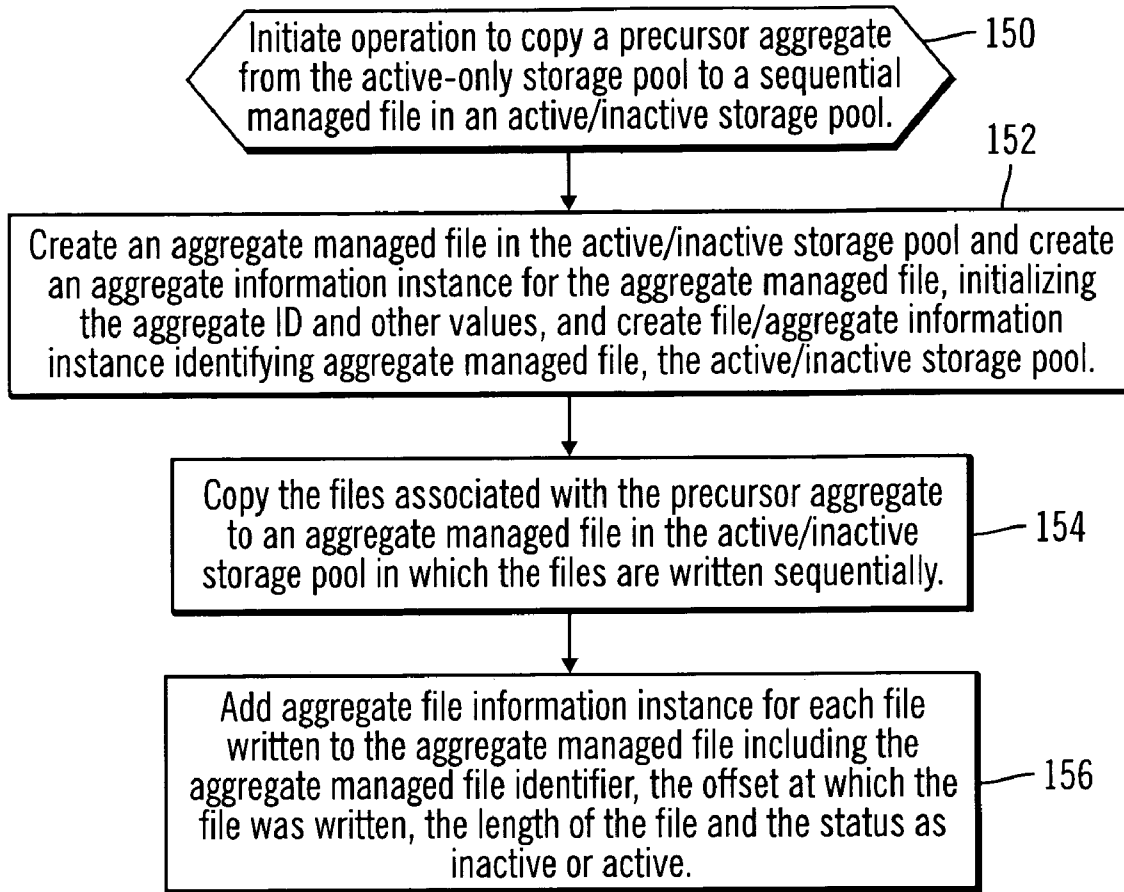 Initiate operation to copy a precursor aggregate
from the active-only storage pool to a sequential
managed file in an active/inactive storage pool.
150
152
Create an aggregate managed file in the active/inactive storage pool and create
an aggregate information instance for the aggregate managed file, initializing
the aggregate ID and other values, and create file/aggregate information
instance identifying aggregate managed file, the active/inactive storage pool.
Copy the files associated with the precursor aggregate
to an aggregate managed file in the active/inactive
storage pool in which the files are written sequentially.
154
Add aggregate file information instance for each file
written to the aggregate managed file including the
aggregate managed file identifier, the offset at which the
file was written, the length of the file and the status as
inactive or active.
156